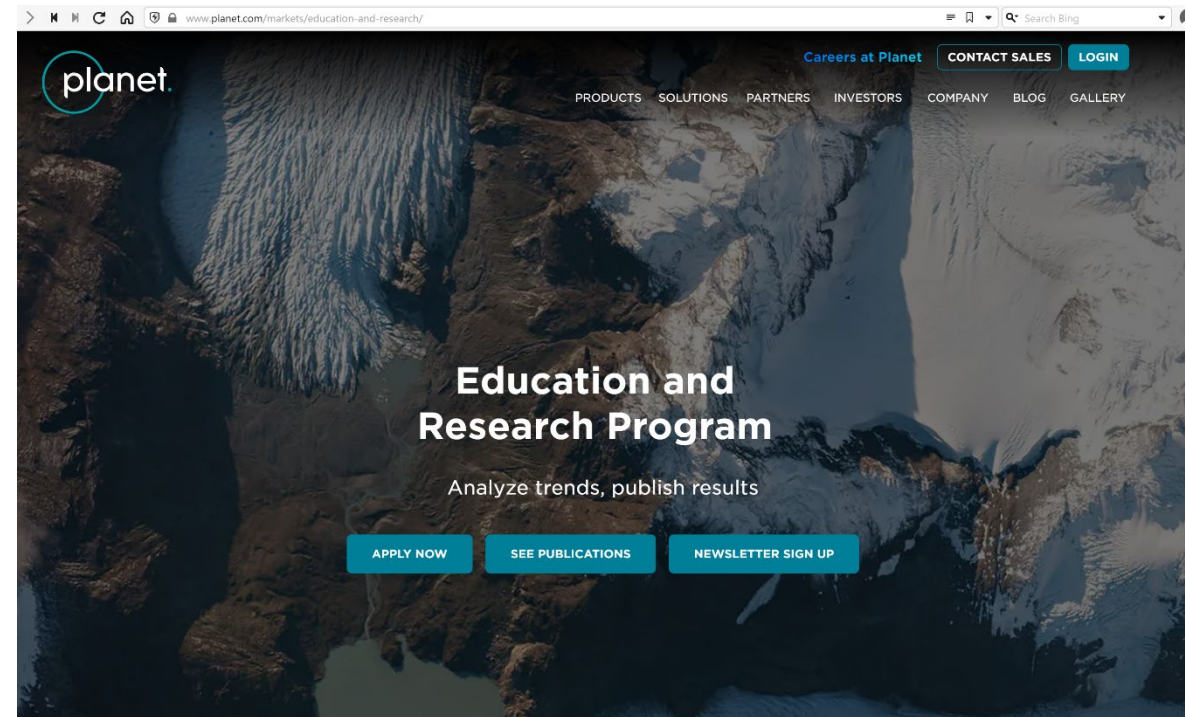 www.planet.com/markets/education-and-research/
Search Bing
planet.
Careers at Planet
CONTACT SALES
LOGIN
PRODUCTS
SOLUTIONS
PARTNERS
INVESTORS
COMPANY
BLOG
GALLERY
Education and
Research Program
Analyze trends, publish results
APPLY NOW
SEE PUBLICATIONS
NEWSLETTER SIGN UP